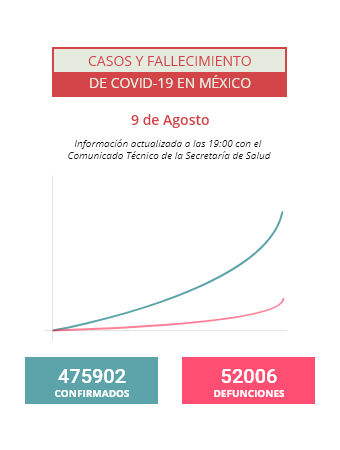 CASOS Y FALLECIMIENTO
DE COVID-19 EN MÉXICO
9 de Agosto
Información actualizada a las 19:00 con el
Comunicado Técnico de la Secretaría de Salud
475902
CONFIRMADOS
52006
DEFUNCIONES